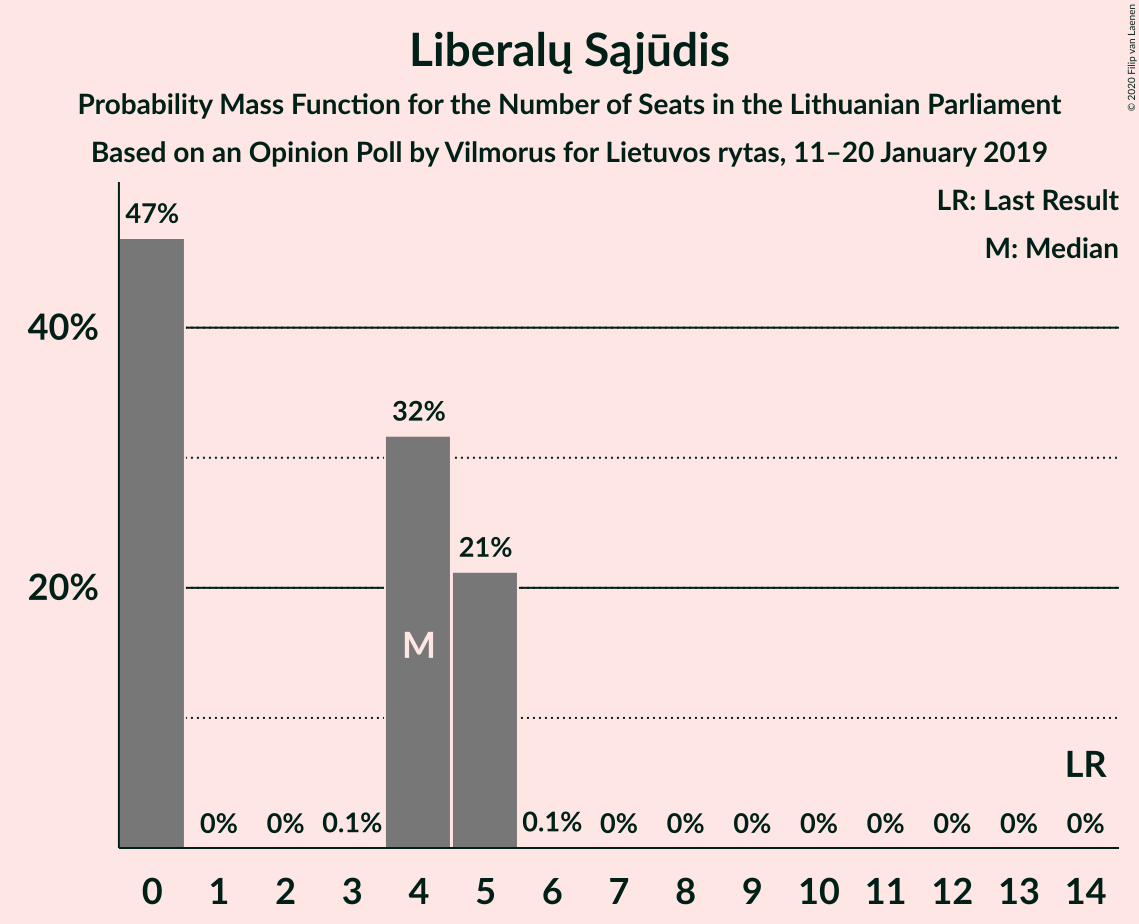 Liberalų Sąjūdis
Probability Mass Function for the Number of Seats in the Lithuanian Parliament
Based on an Opinion Poll by Vilmorus for Lietuvos rytas, 11–20 January 2019
© 2020 Filip van Laenen
LR: Last Result
M: Median
47%
40%
32%
21%
20%
M
LR
0% 0% 0.1% 0.1% 0% 0% 0% 0% 0% 0% 0% 0%
0 1 2 3 4 5 6 7 8 9 10 11 12 13 14